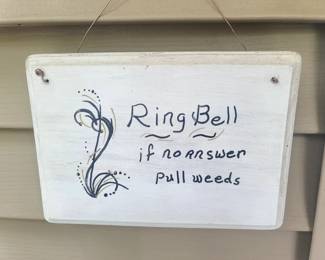 Ring Bell
if no answer
pull weeds